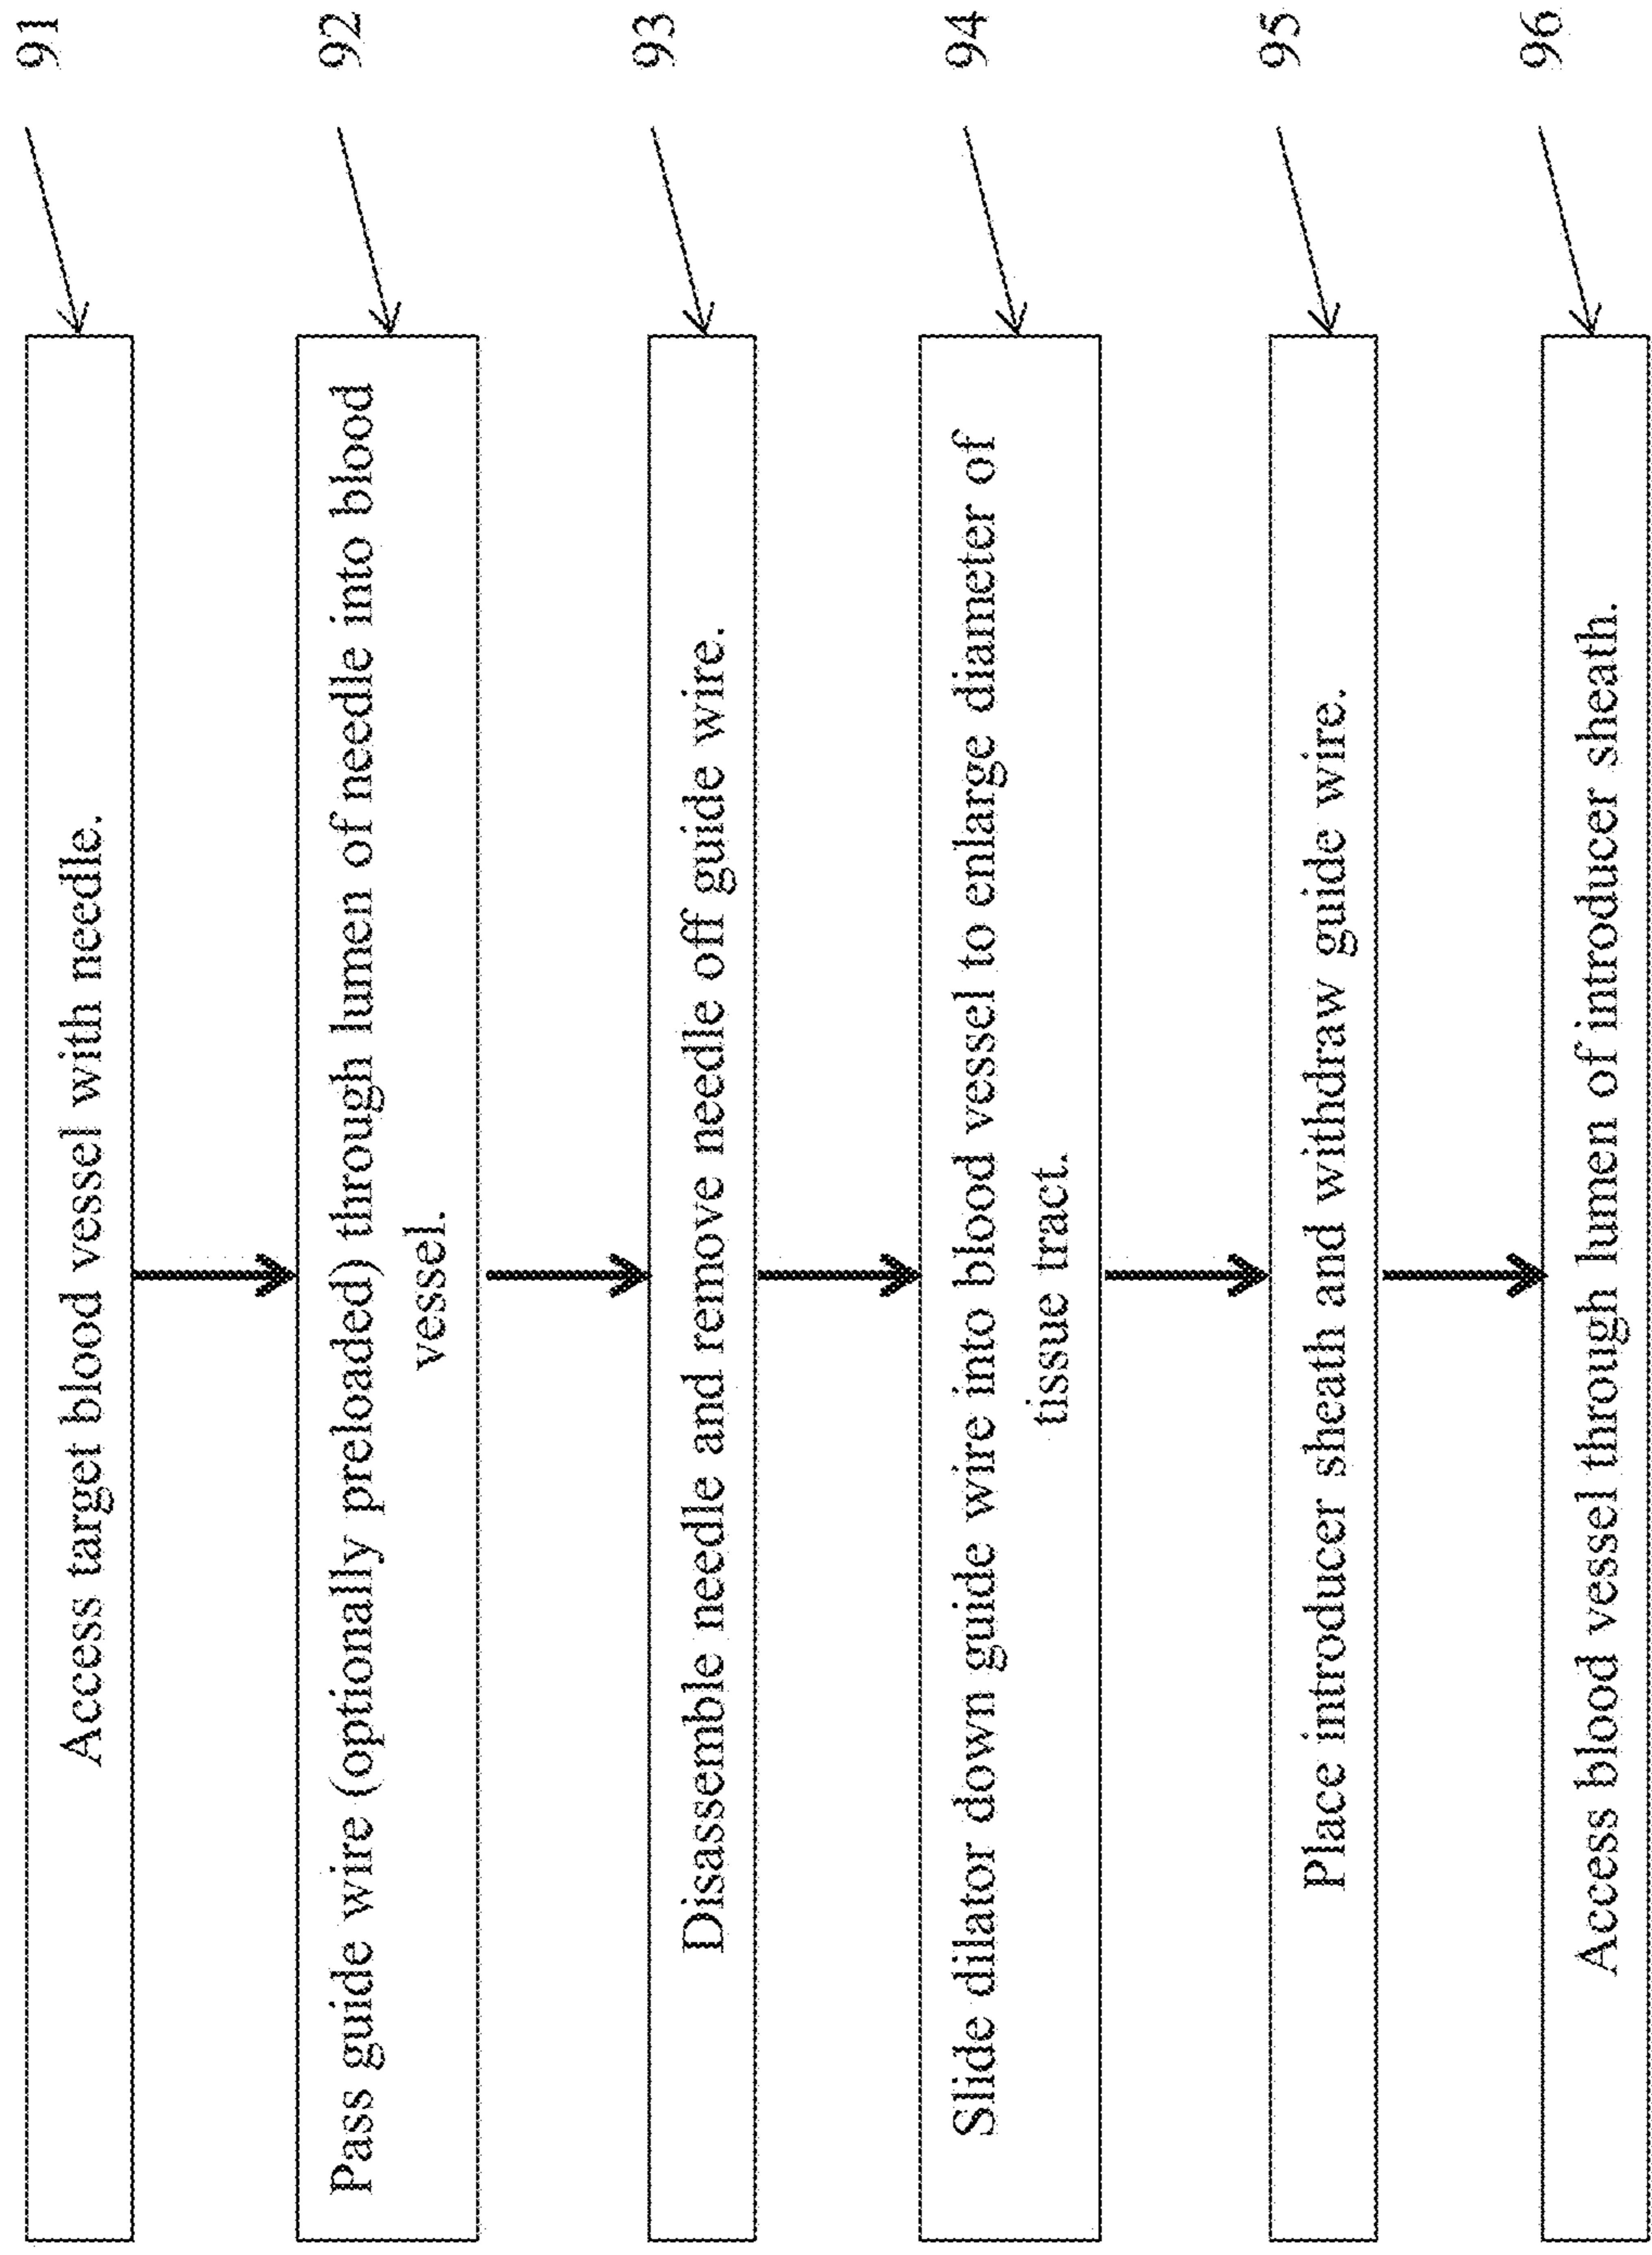 Access target blood vessel with needle.
91
Pass guide wire (optionally preloaded) through lumen of needle into blood
vessel.
92
Disassemble needle and remove needle off guide wire.
93
Slide dilator down guide wire into blood vessel to enlarge diameter of
tissue tract.
94
Place introducer sheath and withdraw guide wire.
95
Access blood vessel through lumen of introducer sheath.
96